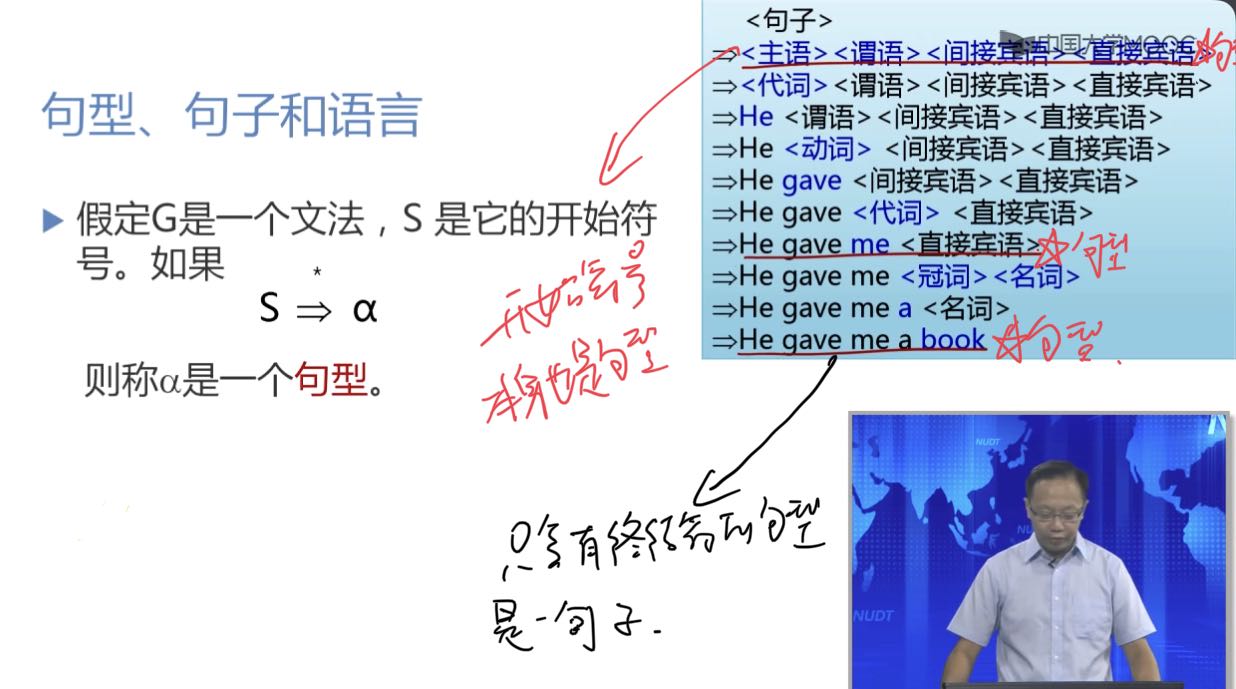 句型、句子和语言
假定G是一个文法，S 是它的开始符
号。如果
*
S ⇒ α
则称α是一个句型。
<句子>
中国大学MOOC
⇒<主语><谓语><间接宾语><直接宾语>
⇒<代词><谓语><间接宾语><直接宾语>
⇒He <谓语><间接宾语><直接宾语>
⇒He <动词> <间接宾语><直接宾语>
⇒He gave <间接宾语><直接宾语>
⇒He gave <代词> <直接宾语>
⇒He gave me <直接宾语> 句型
⇒He gave me <冠词><名词>
⇒He gave me a <名词>
⇒He gave me a book 句型.
开始符号
本身也是句型
只含有终结符的句型
是一句子.
NUDT
NUDT